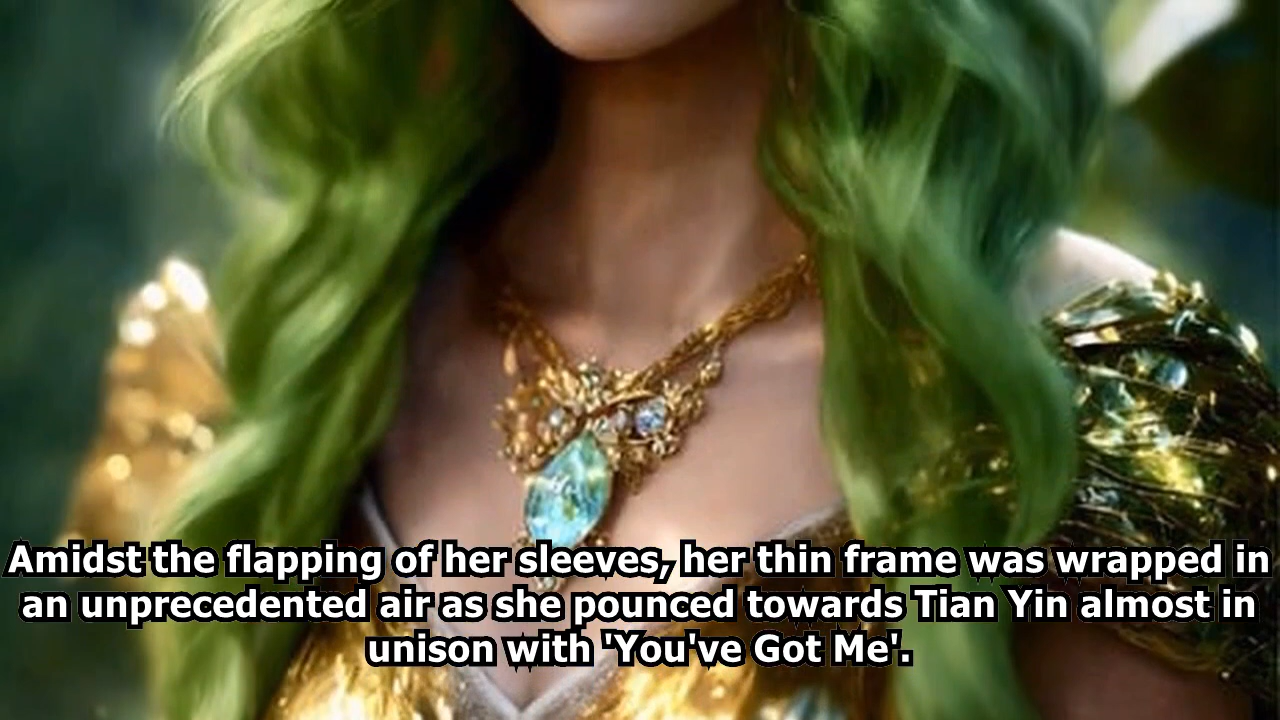 Amidst the flapping of her sleeves, her thin frame was wrapped in
an unprecedented air as she pounced towards Tian Yin almost in
unison with 'You've Got Me'.